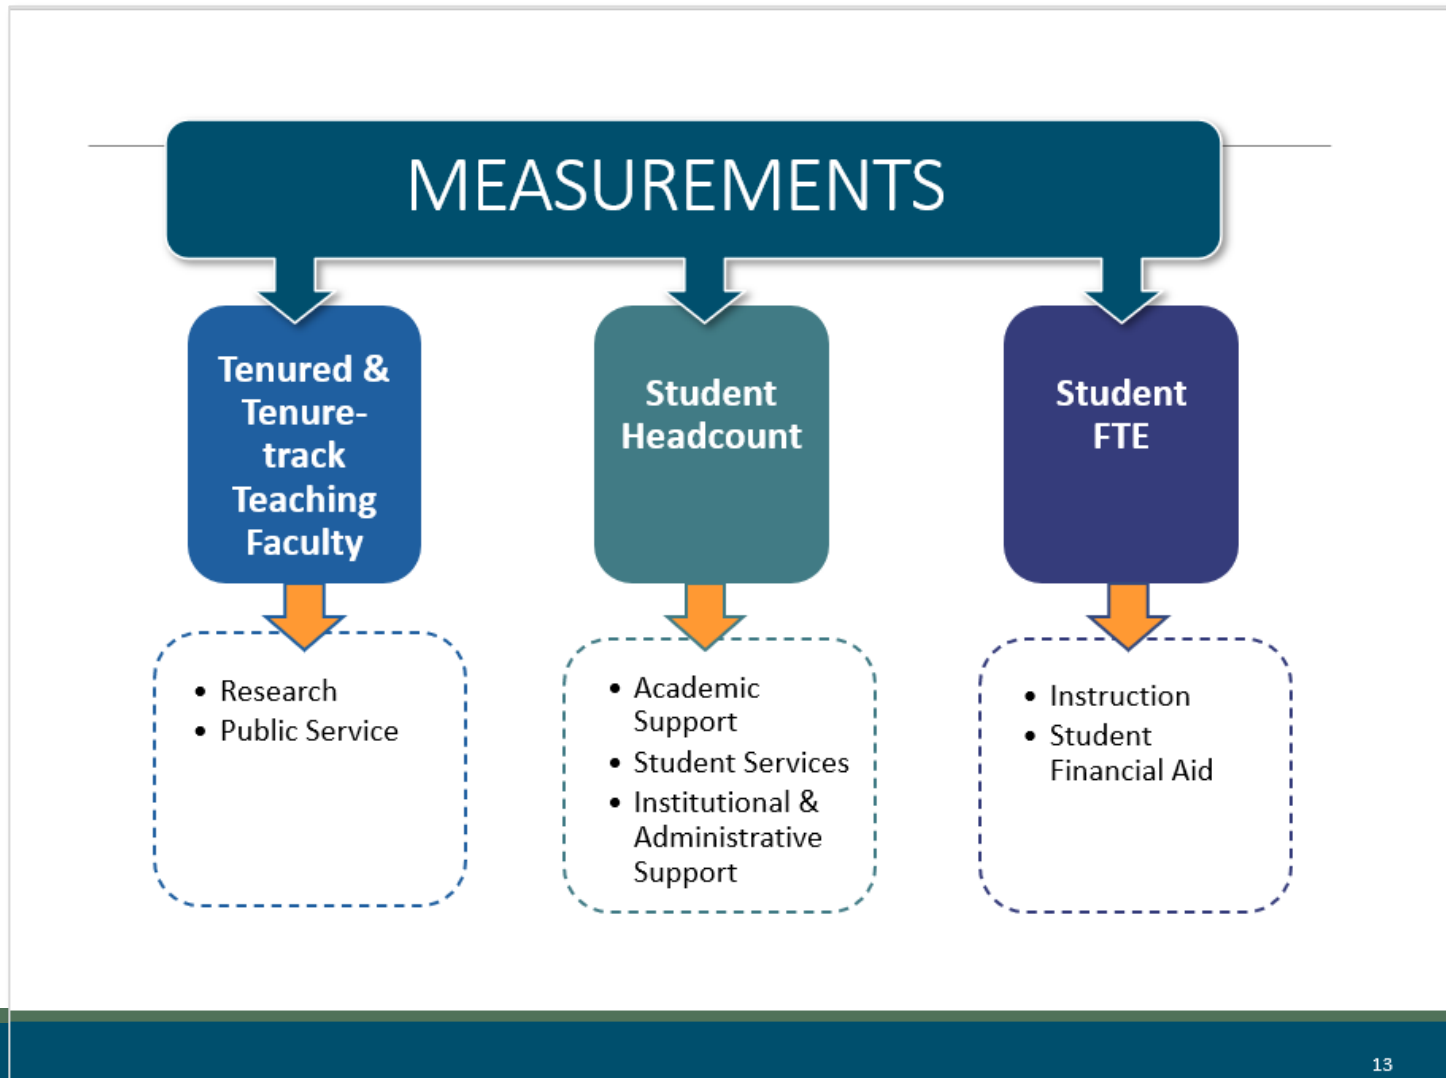 MEASUREMENTS
Tenured &
Tenure-
track
Teaching
Faculty
• Research
• Public Service
Student
Headcount
• Academic
Support
• Student Services
• Institutional &
Administrative
Support
Student
FTE
• Instruction
• Student
Financial Aid
13